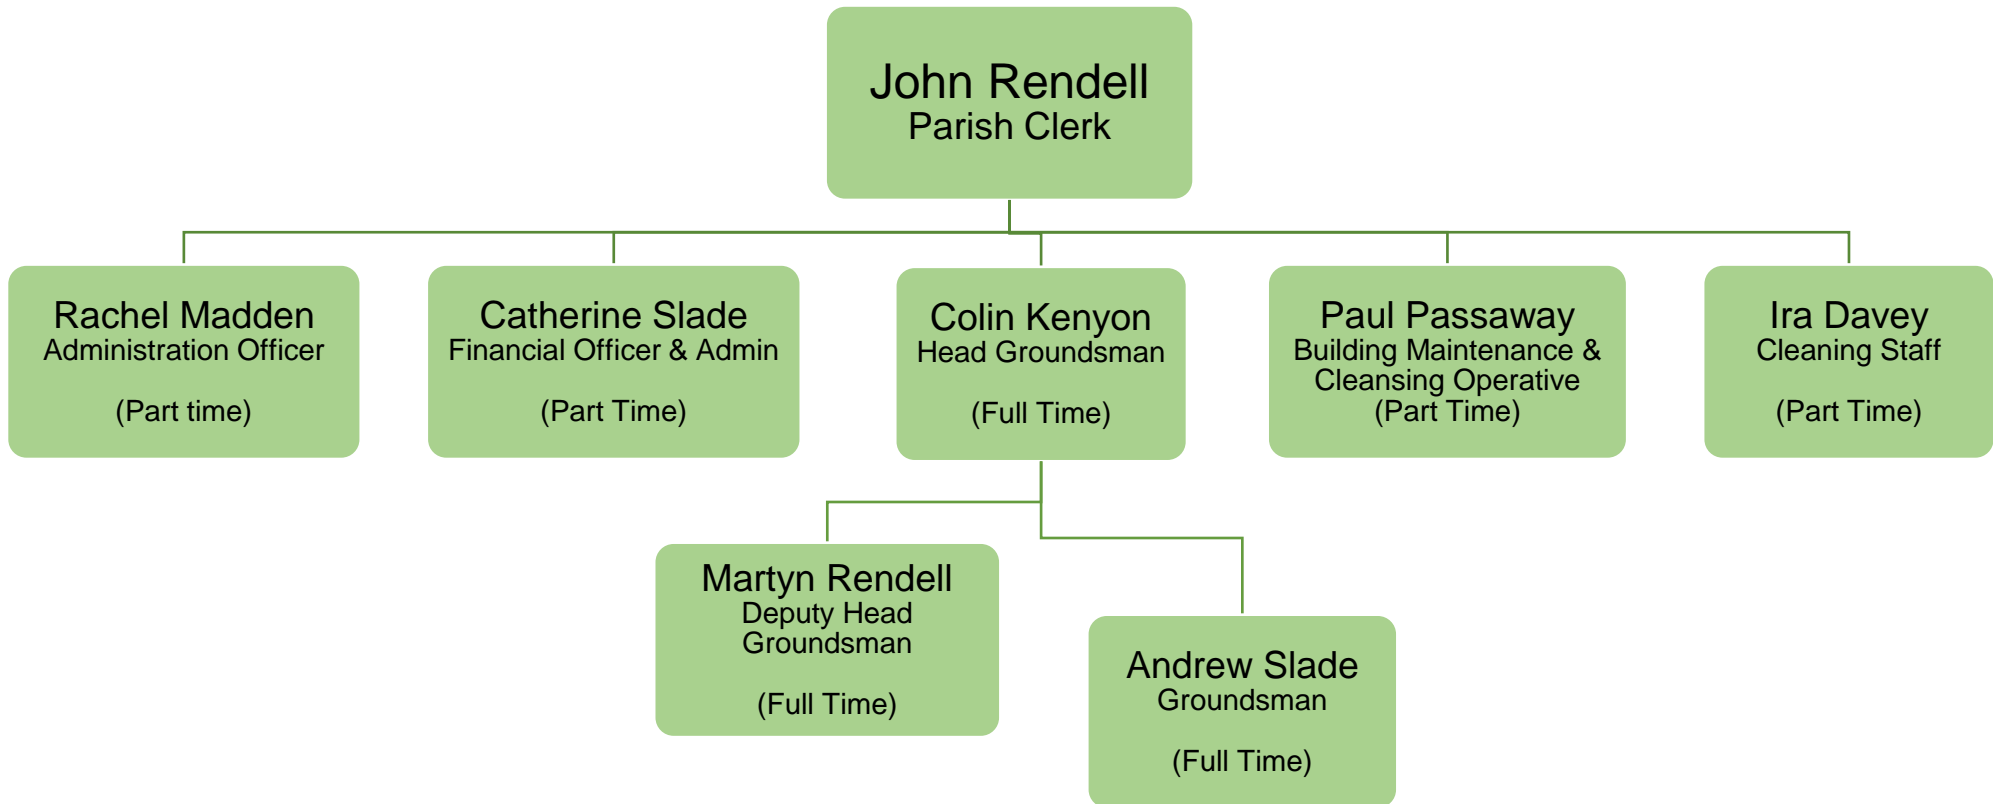 John Rendell
Parish Clerk
Rachel Madden
Administration Officer
(Part time)
Catherine Slade
Financial Officer & Admin
(Part Time)
Colin Kenyon
Head Groundsman
(Full Time)
Paul Passaway
Building Maintenance &
Cleansing Operative
(Part Time)
Ira Davey
Cleaning Staff
(Part Time)
Martyn Rendell
Deputy Head
Groundsman
(Full Time)
Andrew Slade
Groundsman
(Full Time)